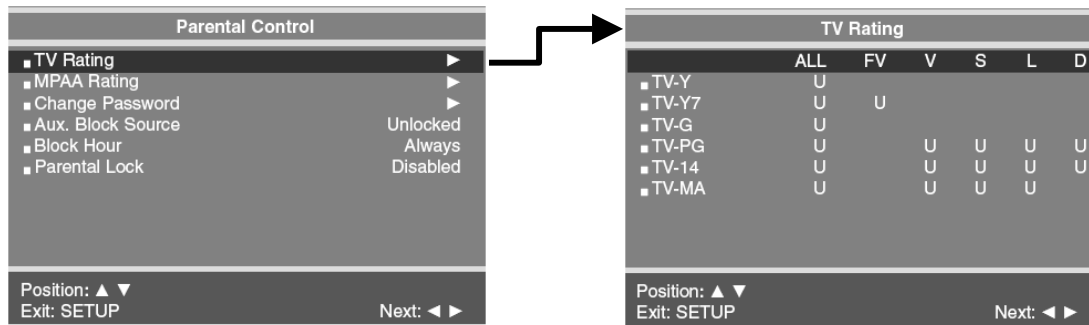 Parental Control
TV Rating ►
MPAA Rating ►
Change Password ►
Aux. Block Source Unlocked
Block Hour Always
Parental Lock Disabled
Position: ▲ ▼
Exit: SETUP Next: ◄ ►
TV Rating
ALL FV V S L D
TV-Y U
TV-Y7 U U
TV-G U
TV-PG U U U U U
TV-14 U U U U U
TV-MA U U U U
Position: ▲ ▼
Exit: SETUP Next: ◄ ►